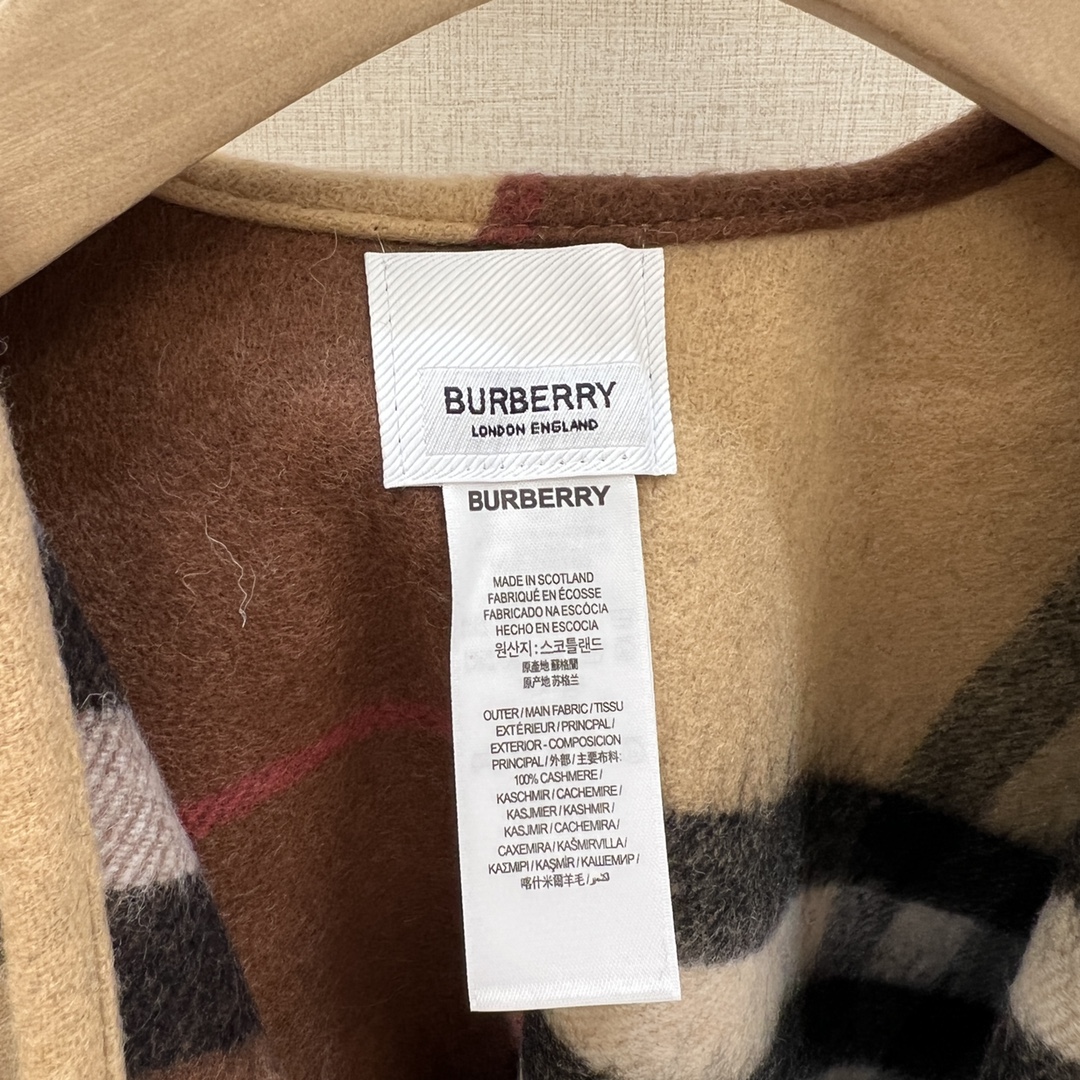 BURBERRY
LONDON ENGLAND
BURBERRY
MADE IN SCOTLAND
FABRIQUÉ EN ÉCOSSE
FABRICADO NA ESCÓCIA
HECHO EN ESCOCIA
원산지:스코틀랜드
原產地 蘇格蘭
原产地 苏格兰
OUTER / MAIN FABRIC / TISSU
EXTÉRIEUR / PRINCPAL /
EXTERIOR - COMPOSICION
PRINCIPAL / 外部 / 主要布料:
100% CASHMERE /
KASCHMIR / CACHEMIRE /
KASJMIER / KASHMIR /
KASJMIR / CACHEMIRA /
CAXEMIRA / KAŠMIRVILLA /
ΚΑΣΜΙΡΙ / KAŞMİR / КАШЕМИР /
喀什米爾羊毛 / كشمير